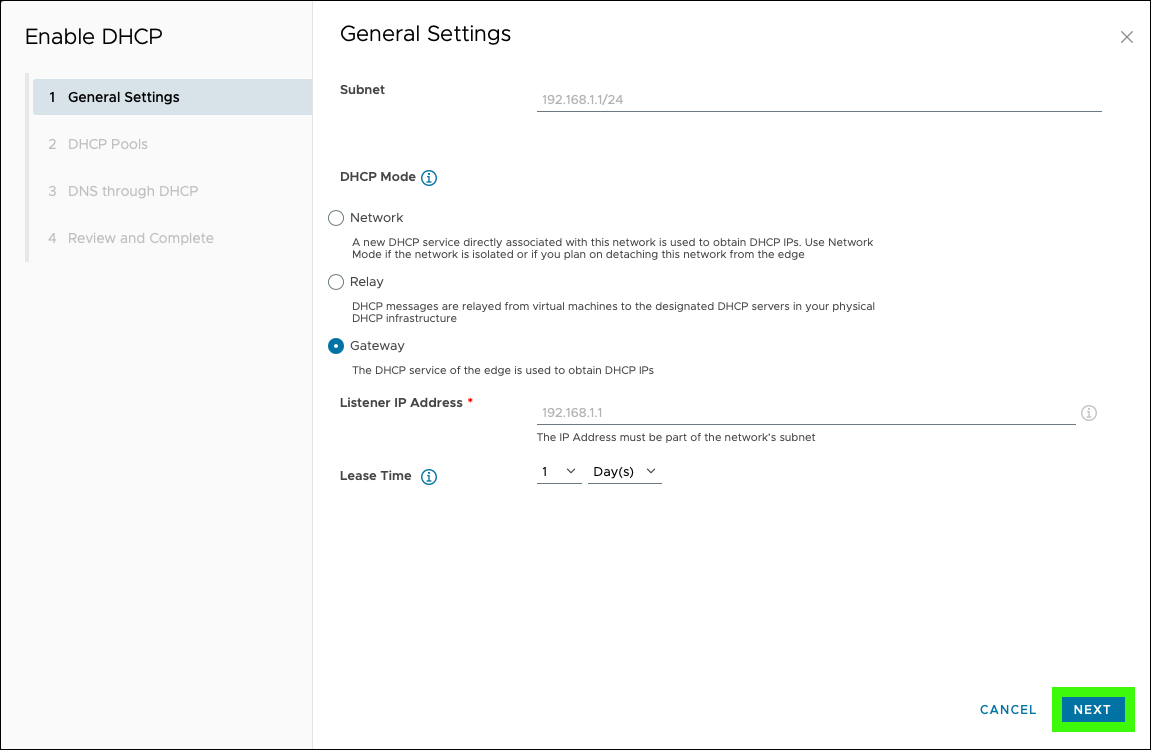 Enable DHCP
1 General Settings
2 DHCP Pools
3 DNS through DHCP
4 Review and Complete
General Settings
Subnet
192.168.1.1/24
DHCP Mode
Network
A new DHCP service directly associated with this network is used to obtain DHCP IPs. Use Network
Mode if the network is isolated or if you plan on detaching this network from the edge
Relay
DHCP messages are relayed from virtual machines to the designated DHCP servers in your physical
DHCP infrastructure
Gateway
The DHCP service of the edge is used to obtain DHCP IPs
Listener IP Address *
192.168.1.1
The IP Address must be part of the network's subnet
Lease Time
1 Day(s)
CANCEL NEXT